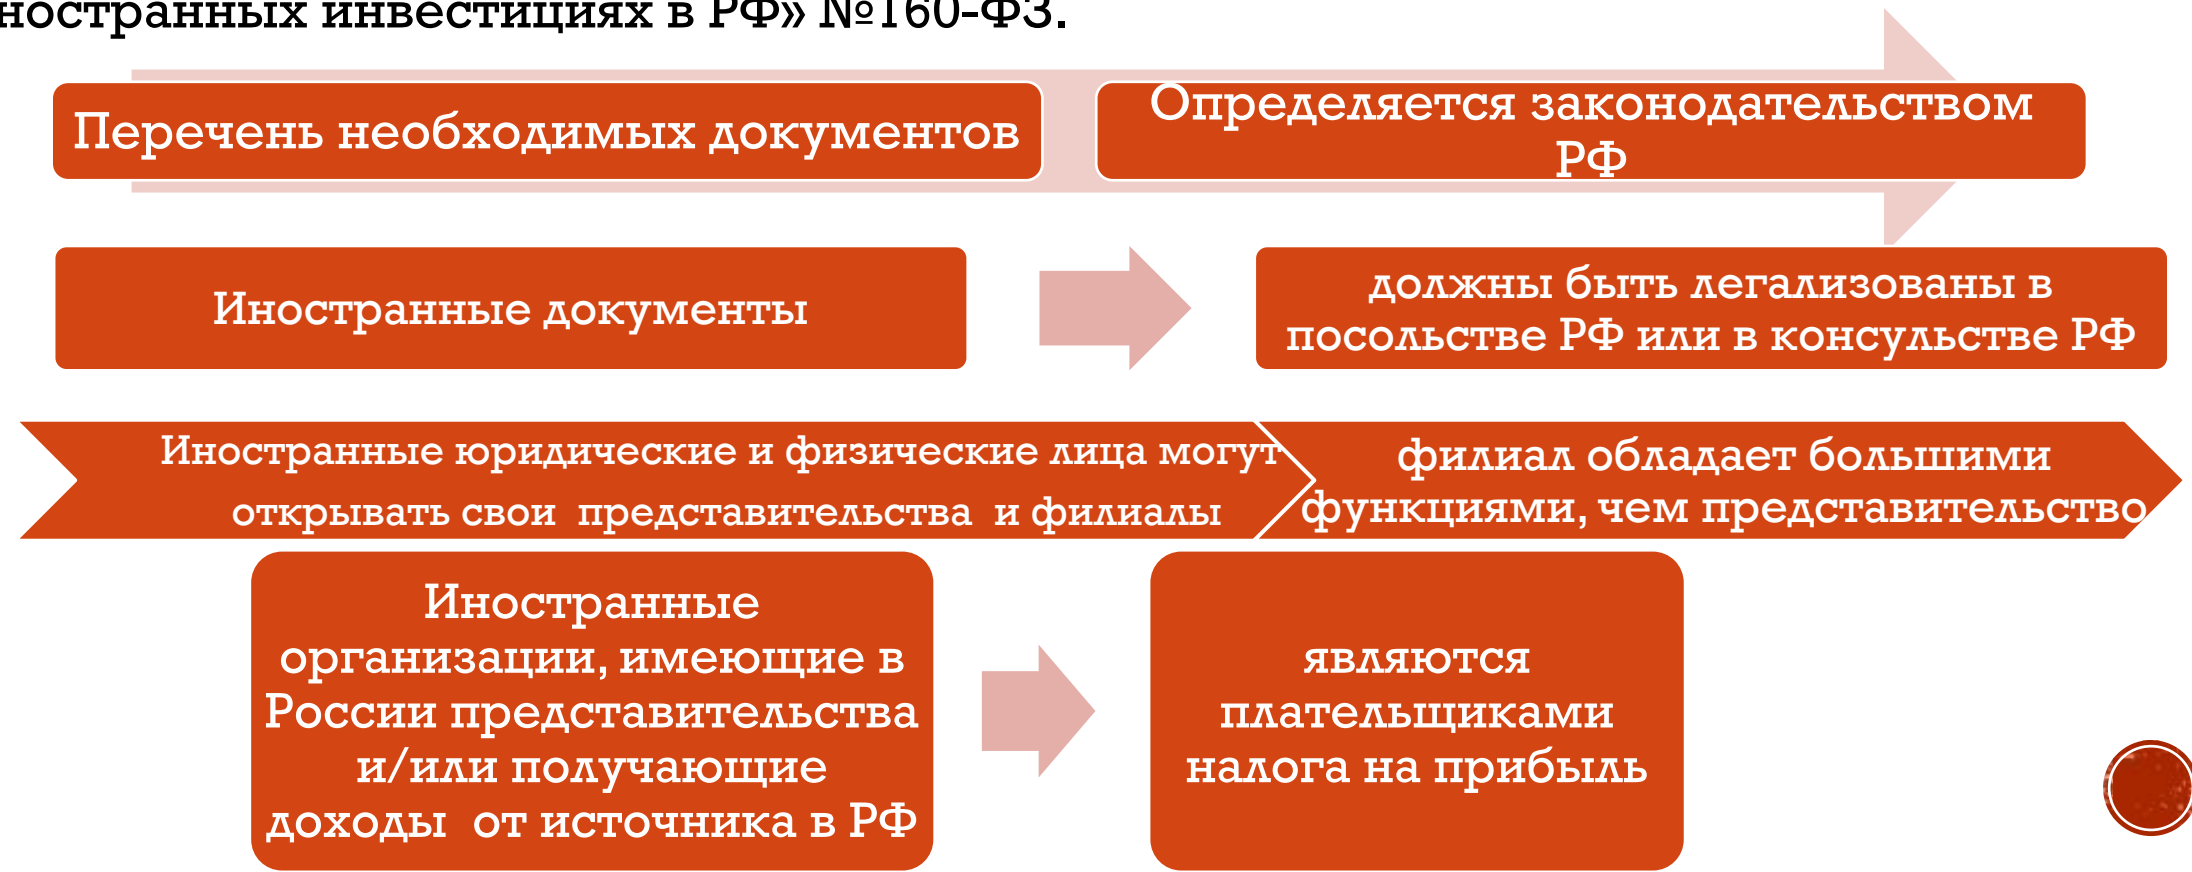 ностранных инвестициях в РФ» №160-ФЗ.
Перечень необходимых документов
Определяется законодательством
РФ
Иностранные документы
должны быть легализованы в
посольстве РФ или в консульстве РФ
Иностранные юридические и физические лица могут
открывать свои представительства и филиалы
филиал обладает большими
функциями, чем представительство
Иностранные
организации, имеющие в
России представительства
и/или получающие
доходы от источника в РФ
являются
плательщиками
налога на прибыль